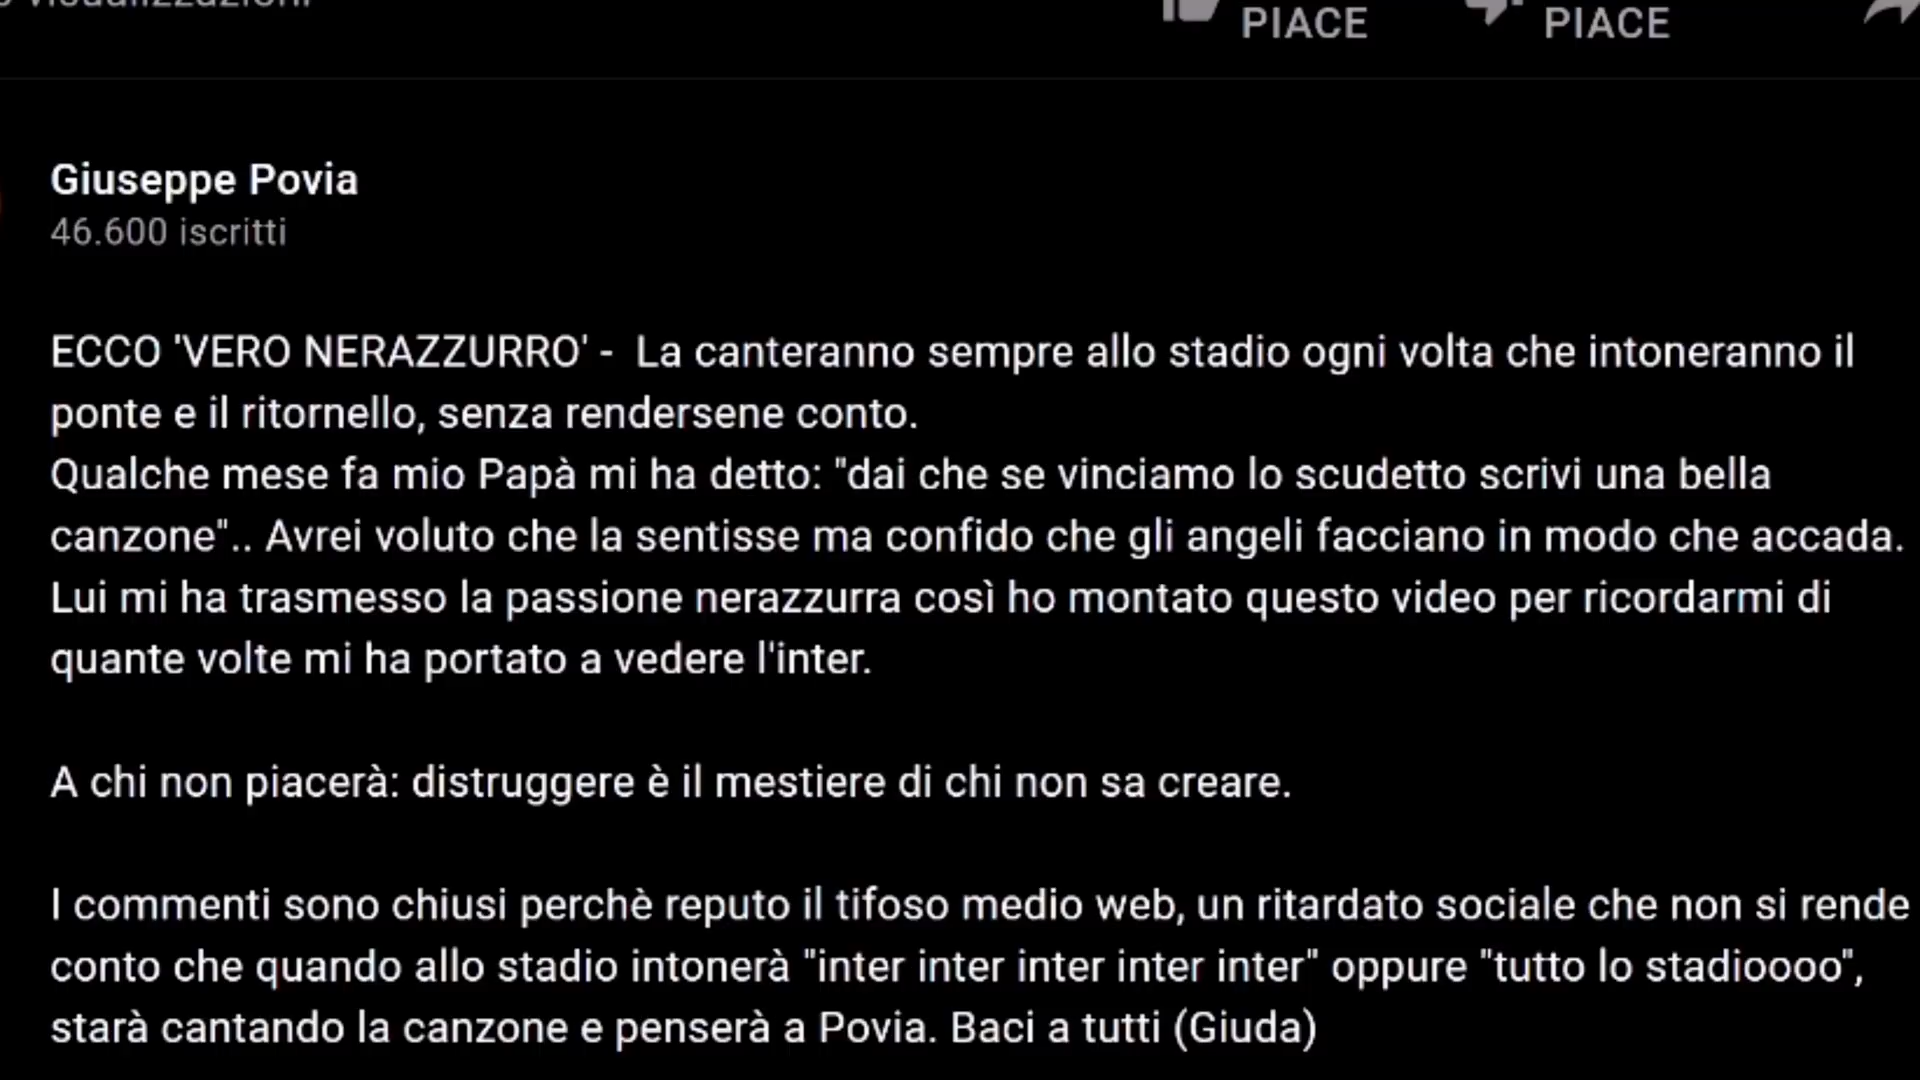 visualizzazioni
PIACE PIACE
Giuseppe Povia
46.600 iscritti
ECCO 'VERO NERAZZURRO' -  La canteranno sempre allo stadio ogni volta che intoneranno il
ponte e il ritornello, senza rendersene conto.
Qualche mese fa mio Papà mi ha detto: "dai che se vinciamo lo scudetto scrivi una bella
canzone".. Avrei voluto che la sentisse ma confido che gli angeli facciano in modo che accada.
Lui mi ha trasmesso la passione nerazzurra così ho montato questo video per ricordarmi di
quante volte mi ha portato a vedere l'inter.
A chi non piacerà: distruggere è il mestiere di chi non sa creare.
I commenti sono chiusi perchè reputo il tifoso medio web, un ritardato sociale che non si rende
conto che quando allo stadio intonerà "inter inter inter inter inter" oppure "tutto lo stadioooo",
starà cantando la canzone e penserà a Povia. Baci a tutti (Giuda)